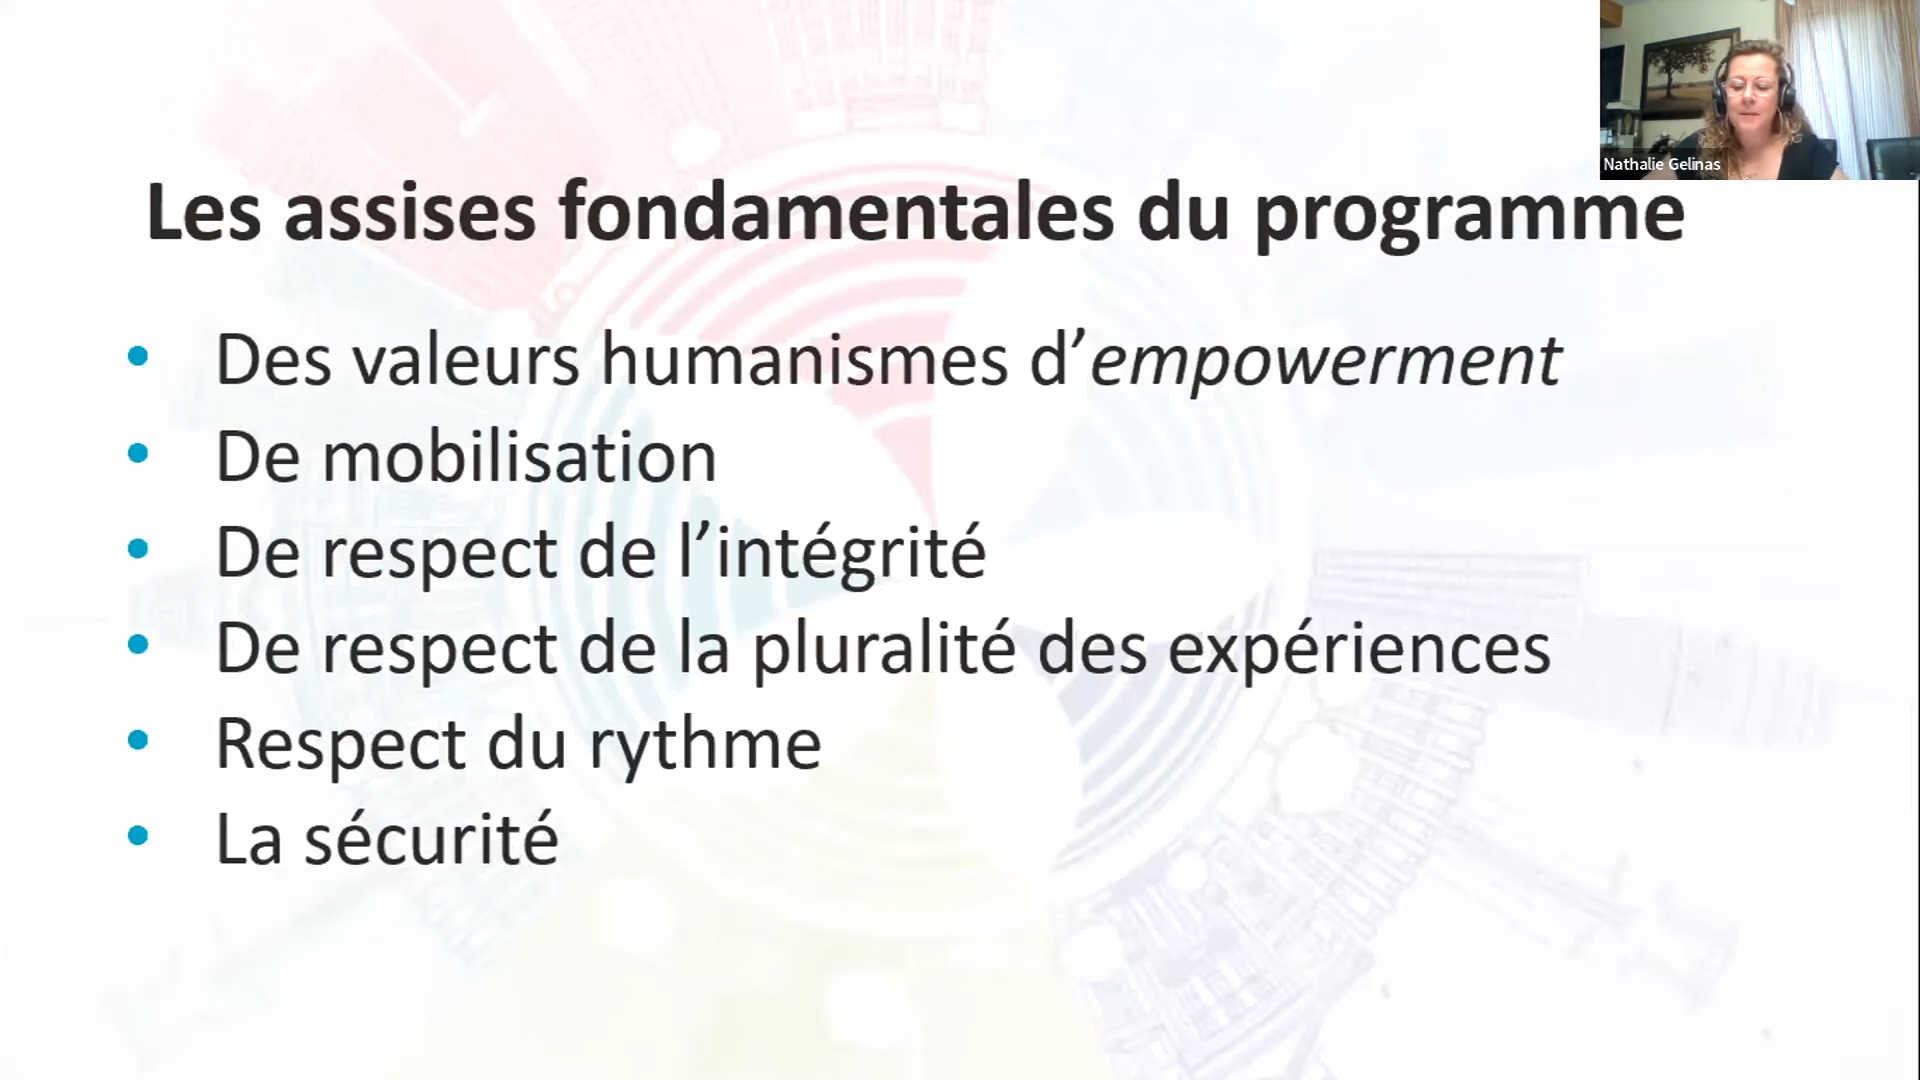 Nathalie Gelinas
Les assises fondamentales du programme
• Des valeurs humanismes d’empowerment
• De mobilisation
• De respect de l’intégrité
• De respect de la pluralité des expériences
• Respect du rythme
• La sécurité